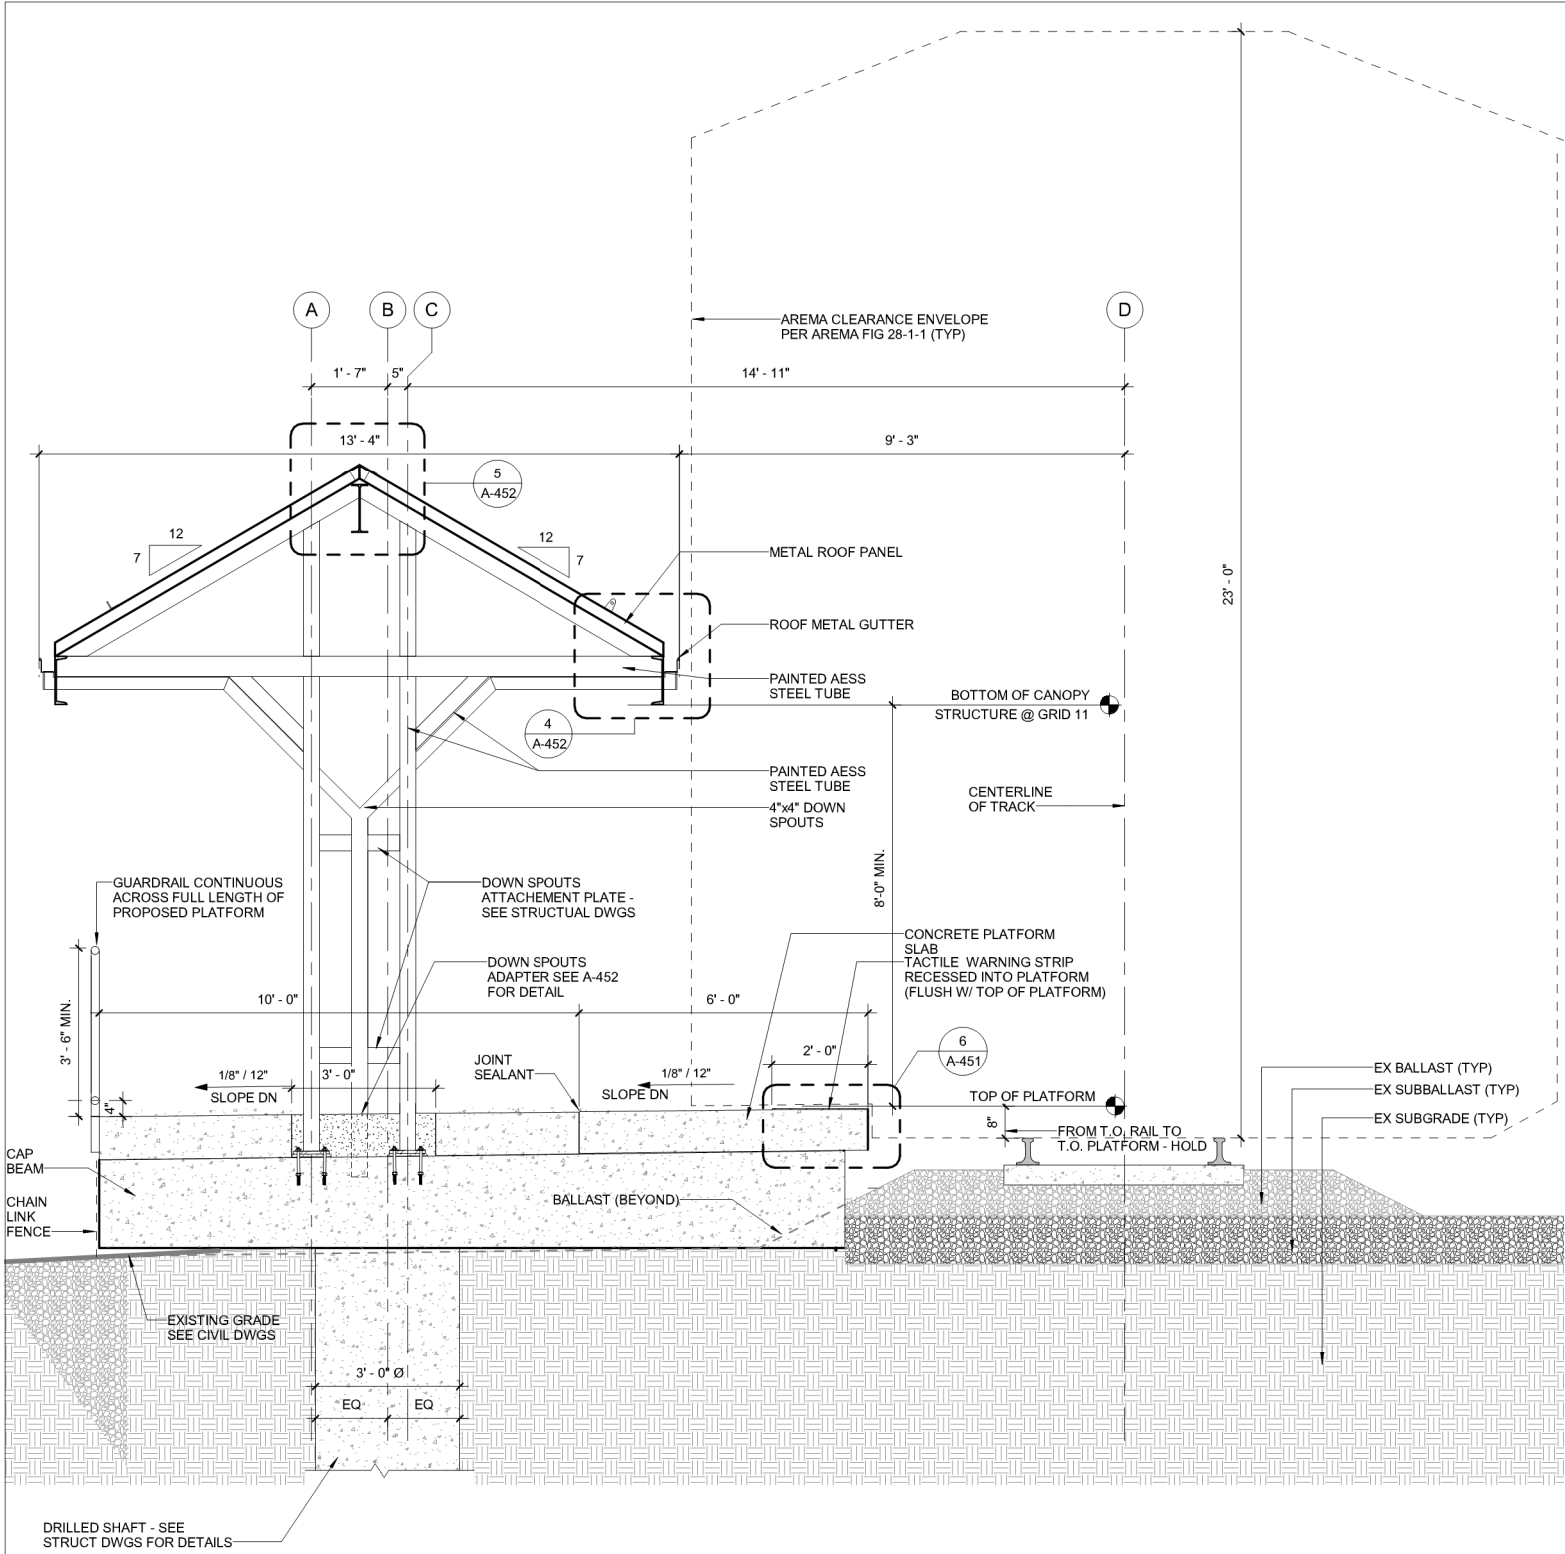 A
B
C
D
AREMA CLEARANCE ENVELOPE
PER AREMA FIG 28-1-1 (TYP)
1' - 7"
5"
14' - 11"
13' - 4"
9' - 3"
5
A-452
12
7
12
7
METAL ROOF PANEL
23' - 0"
ROOF METAL GUTTER
PAINTED AESS
STEEL TUBE
BOTTOM OF CANOPY
STRUCTURE @ GRID 11
4
A-452
PAINTED AESS
STEEL TUBE
4"x4" DOWN
SPOUTS
CENTERLINE
OF TRACK
8'-0" MIN.
GUARDRAIL CONTINUOUS
ACROSS FULL LENGTH OF
PROPOSED PLATFORM
DOWN SPOUTS
ATTACHEMENT PLATE -
SEE STRUCTUAL DWGS
CONCRETE PLATFORM
SLAB
TACTILE WARNING STRIP
RECESSED INTO PLATFORM
(FLUSH W/ TOP OF PLATFORM)
DOWN SPOUTS
ADAPTER SEE A-452
FOR DETAIL
10' - 0"
6' - 0"
3' - 6" MIN.
4"
6
A-451
2' - 0"
JOINT
SEALANT
1/8" / 12"
SLOPE DN
3' - 0"
1/8" / 12"
SLOPE DN
EX BALLAST (TYP)
EX SUBBALLAST (TYP)
EX SUBGRADE (TYP)
TOP OF PLATFORM
8"
FROM T.O. RAIL TO
T.O. PLATFORM - HOLD
CAP
BEAM
CHAIN
LINK
FENCE
BALLAST (BEYOND)
EXISTING GRADE
SEE CIVIL DWGS
3' - 0" Ø
EQ
EQ
DRILLED SHAFT - SEE
STRUCT DWGS FOR DETAILS